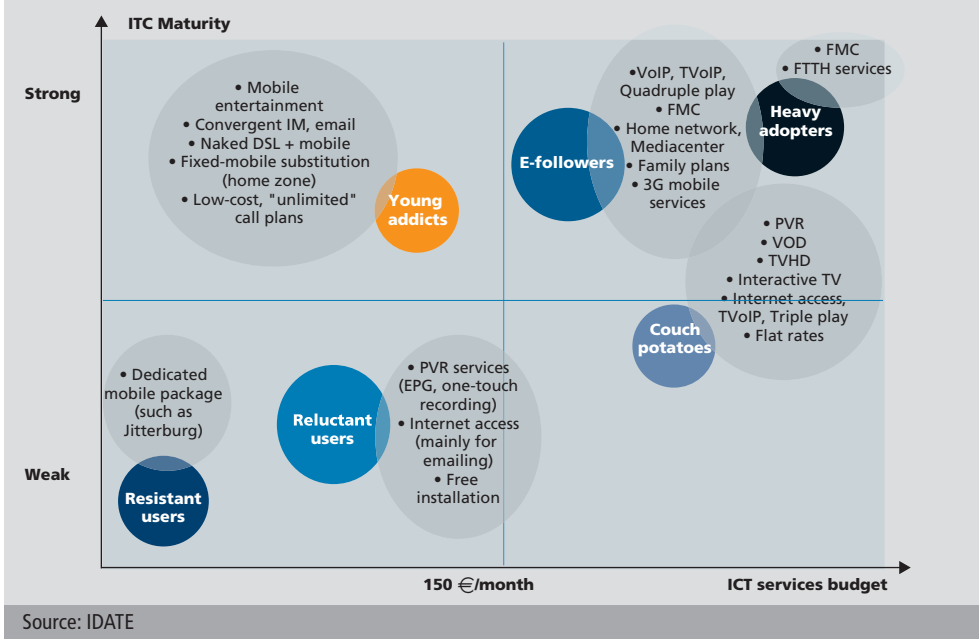 ITC Maturity
Strong
• Mobile
entertainment
• Convergent IM, email
• Naked DSL + mobile
• Fixed-mobile substitution
(home zone)
• Low-cost, "unlimited"
call plans
Young
addicts
E-followers
•VoIP, TVoIP,
Quadruple play
• FMC
• Home network,
Mediacenter
• Family plans
• 3G mobile
services
• FMC
• FTTH services
Heavy
adopters
• PVR
• VOD
• TVHD
• Interactive TV
• Internet access,
TVoIP, Triple play
• Flat rates
Couch
potatoes
• Dedicated
mobile package
(such as
Jitterburg)
Resistant
users
Reluctant
users
• PVR services
(EPG, one-touch
recording)
• Internet access
(mainly for
emailing)
• Free
installation
Weak
150 €/month
ICT services budget
Source: IDATE